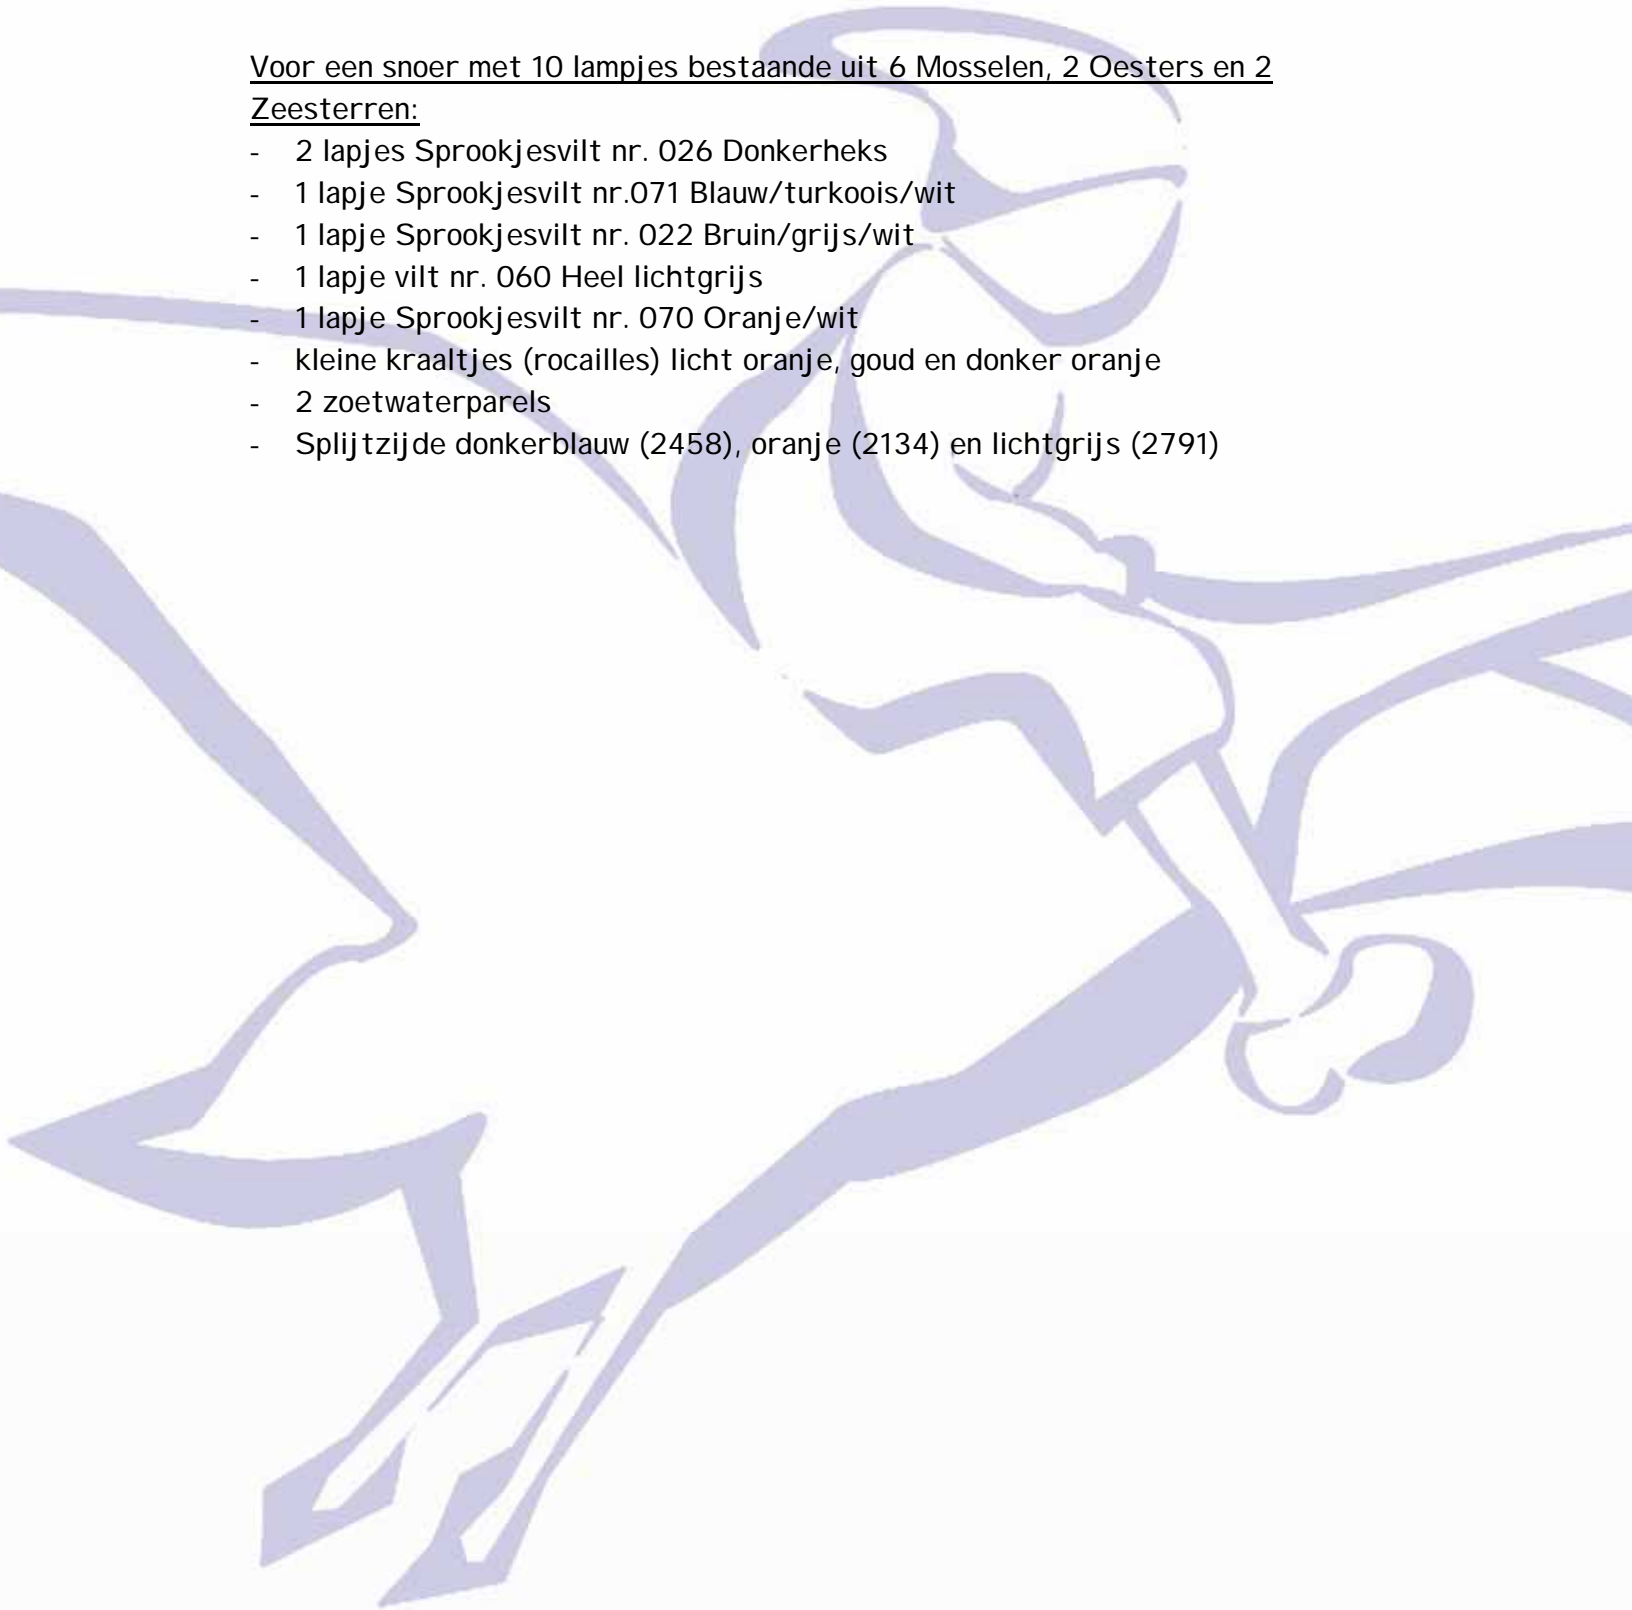 Voor een snoer met 10 lampjes bestaande uit 6 Mosselen, 2 Oesters en 2
Zeesterren:
- 2 lapjes Sprookjesvilt nr. 026 Donkerheks
- 1 lapje Sprookjesvilt nr.071 Blauw/turkoois/wit
- 1 lapje Sprookjesvilt nr. 022 Bruin/grijs/wit
- 1 lapje vilt nr. 060 Heel lichtgrijs
- 1 lapje Sprookjesvilt nr. 070 Oranje/wit
- kleine kraaltjes (rocailles) licht oranje, goud en donker oranje
- 2 zoetwaterparels
- Splijtzijde donkerblauw (2458), oranje (2134) en lichtgrijs (2791)